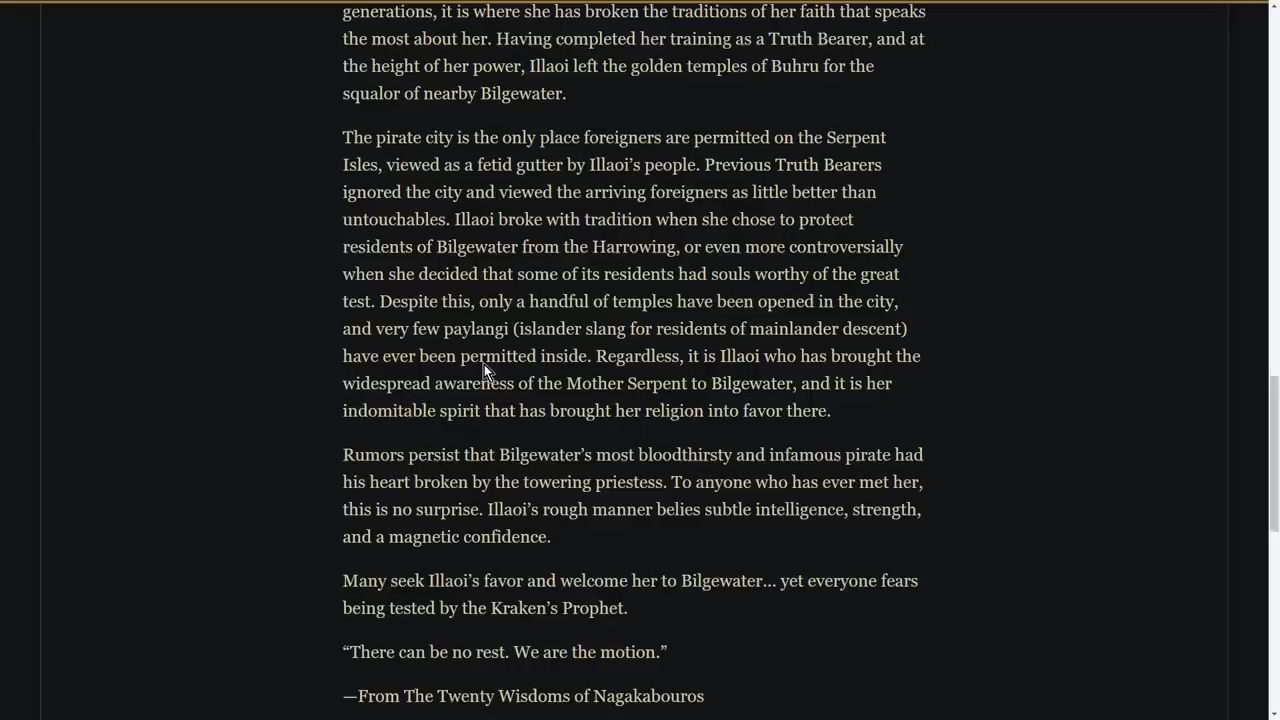 generations, it is where she has broken the traditions of her faith that speaks
the most about her. Having completed her training as a Truth Bearer, and at
the height of her power, Illaoi left the golden temples of Buhru for the
squalor of nearby Bilgewater.
The pirate city is the only place foreigners are permitted on the Serpent
Isles, viewed as a fetid gutter by Illaoi’s people. Previous Truth Bearers
ignored the city and viewed the arriving foreigners as little better than
untouchables. Illaoi broke with tradition when she chose to protect
residents of Bilgewater from the Harrowing, or even more controversially
when she decided that some of its residents had souls worthy of the great
test. Despite this, only a handful of temples have been opened in the city,
and very few paylangi (islander slang for residents of mainlander descent)
have ever been permitted inside. Regardless, it is Illaoi who has brought the
widespread awareness of the Mother Serpent to Bilgewater, and it is her
indomitable spirit that has brought her religion into favor there.
Rumors persist that Bilgewater’s most bloodthirsty and infamous pirate had
his heart broken by the towering priestess. To anyone who has ever met her,
this is no surprise. Illaoi’s rough manner belies subtle intelligence, strength,
and a magnetic confidence.
Many seek Illaoi’s favor and welcome her to Bilgewater... yet everyone fears
being tested by the Kraken’s Prophet.
“There can be no rest. We are the motion.”
—From The Twenty Wisdoms of Nagakabouros